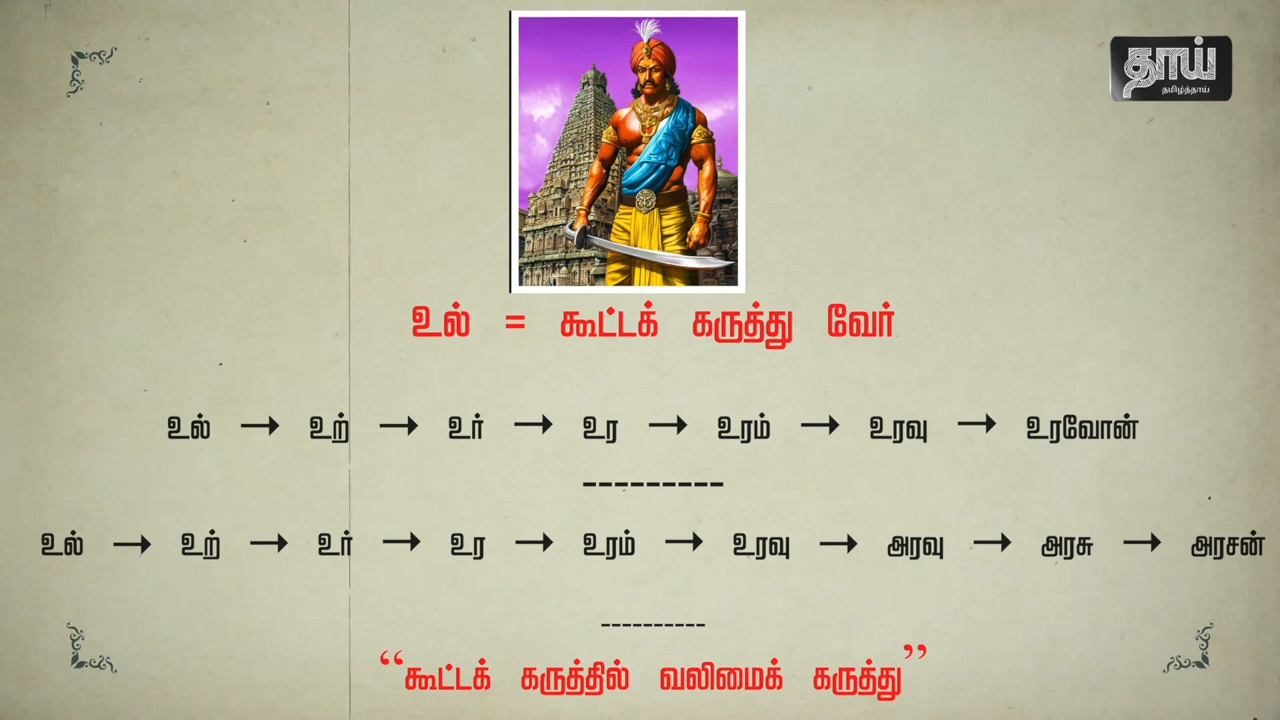 தாய்
தமிழ்த்தாய்
உல் = கூட்டக் கருத்து வேர்
உல் → உற் → உர் → உர → உரம் → உரவு → உரவோன்
---------
உல் → உற் → உர் → உர → உரம் → உரவு → அரவு → அரசு → அரசன்
----------
“கூட்டக் கருத்தில் வலிமைக் கருத்து”